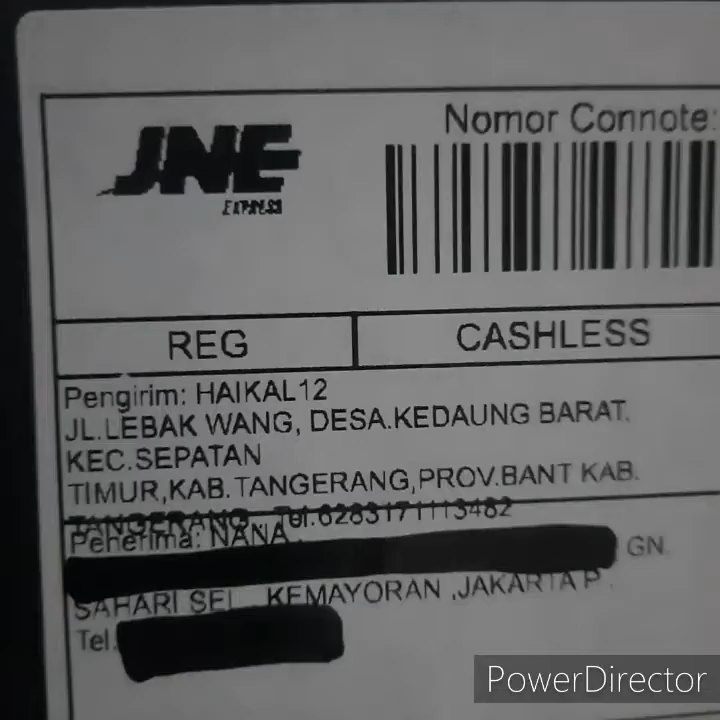 JNE
EXPRESS
Nomor Connote:
REG
CASHLESS
Pengirim: HAIKAL12
JL.LEBAK WANG, DESA.KEDAUNG BARAT.
KEC.SEPATAN
TIMUR,KAB.TANGERANG,PROV.BANT KAB.
TANGERANG, Tel.6283171113482
Penerima: NANA
GN.
SAHARI SEL KEMAYORAN ,JAKARTA P
Tel.
PowerDirector